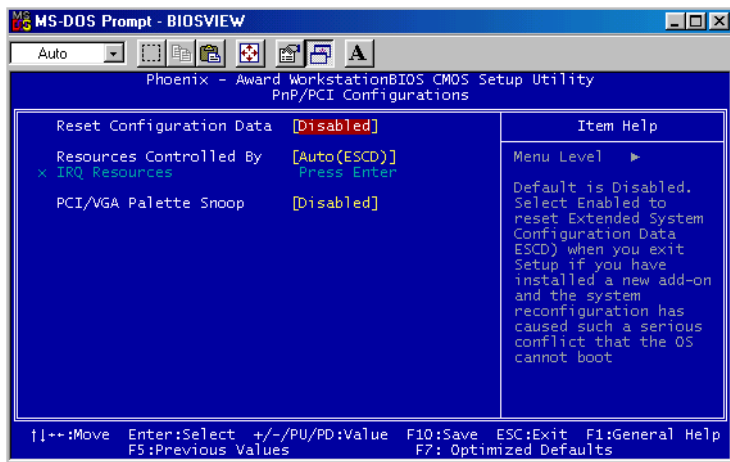 MS-DOS Prompt - BIOSVIEW
Auto
A
Phoenix - Award WorkstationBIOS CMOS Setup Utility
PnP/PCI Configurations
Reset Configuration Data [Disabled]
Resources Controlled By [Auto(ESCD)]
x IRQ Resources Press Enter
PCI/VGA Palette Snoop [Disabled]
Item Help
Menu Level ►
Default is Disabled.
Select Enabled to
reset Extended System
Configuration Data
ESCD) when you exit
Setup if you have
installed a new add-on
and the system
reconfiguration has
caused such a serious
conflict that the OS
cannot boot
↑↓←→:Move Enter:Select +/-/PU/PD:Value F10:Save ESC:Exit F1:General Help
F5:Previous Values F7: Optimized Defaults